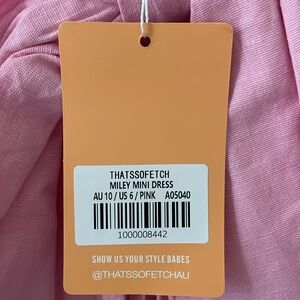 THATSSOFETCH
MILEY MINI DRESS
AU 10 / US 6 / PINK A05040
1000008442
SHOW US YOUR STYLE BABES
@THATSSOFETCHAU